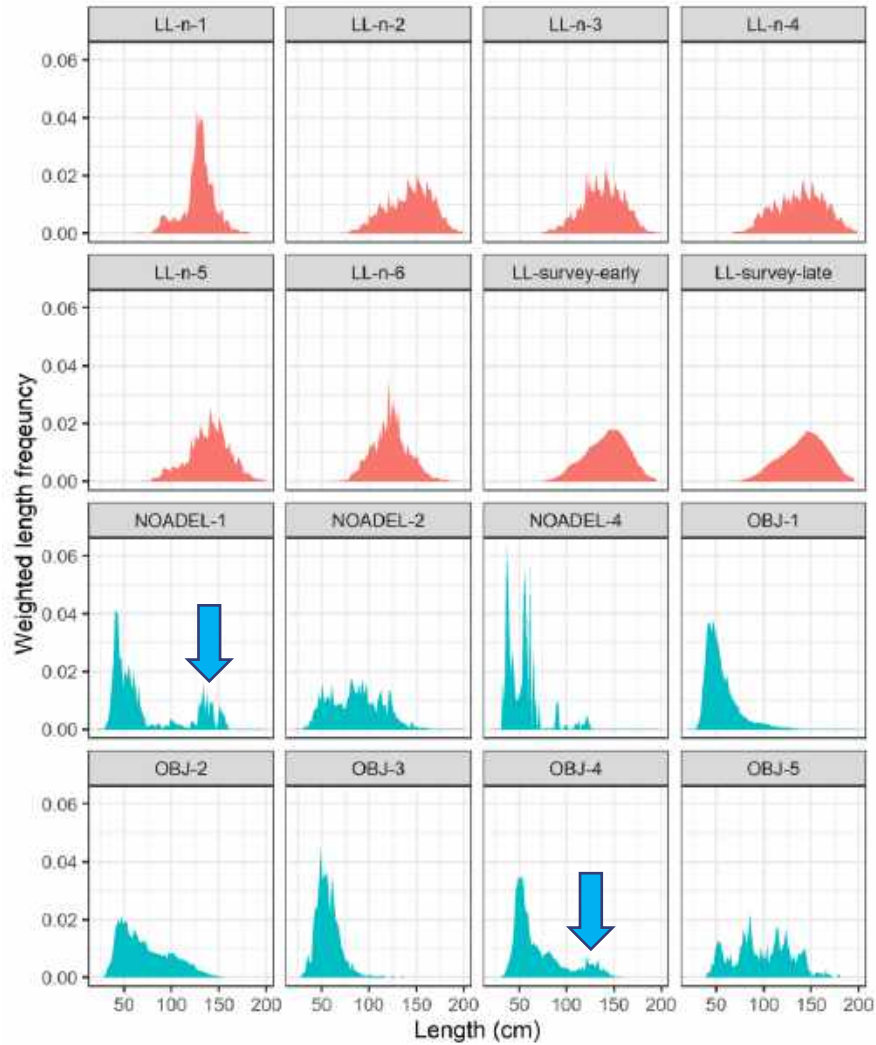 LL-n-1 LL-n-2 LL-n-3 LL-n-4
0.06
0.04
0.02
0.00
LL-n-5 LL-n-6 LL-survey-early LL-survey-late
0.06
0.04
0.02
0.00
NOADEL-1 NOADEL-2 NOADEL-4 OBJ-1
0.06
0.04
0.02
0.00
OBJ-2 OBJ-3 OBJ-4 OBJ-5
0.06
0.04
0.02
0.00
50 100 150 200 50 100 150 200 50 100 150 200 50 100 150 200
Length (cm)
Weighted length freqeuncy